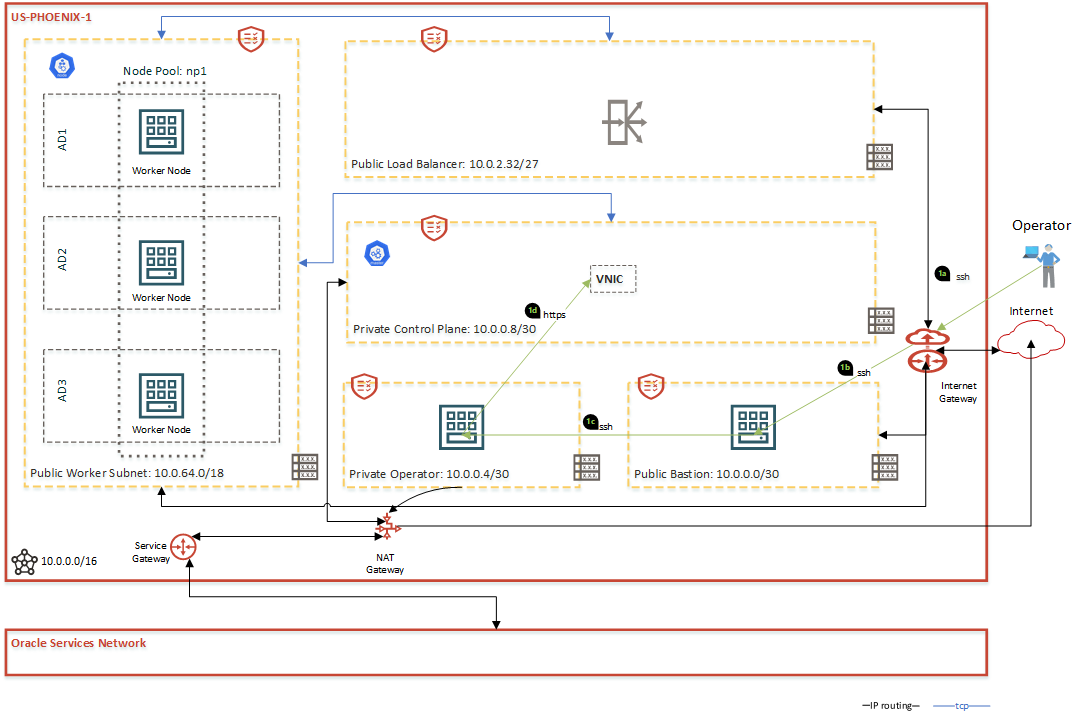 US-PHOENIX-1
Node Pool: np1
AD1
Worker Node
AD2
Worker Node
AD3
Worker Node
Public Worker Subnet: 10.0.64.0/18
Public Load Balancer: 10.0.2.32/27
X.X.X.
X.X.X.
X.X.X.
VNIC
1d
https
Private Control Plane: 10.0.0.8/30
X.X.X.
X.X.X.
X.X.X.
Operator
1a
ssh
Internet
1b
ssh
Internet
Gateway
1c
ssh
X.X.X.
X.X.X.
X.X.X.
Private Operator: 10.0.0.4/30
X.X.X.
X.X.X.
X.X.X.
Public Bastion: 10.0.0.0/30
X.X.X.
X.X.X.
X.X.X.
Service
Gateway
NAT
Gateway
10.0.0.0/16
Oracle Services Network
IP routing
tcp